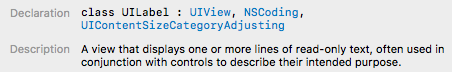 Declaration class UILabel : UIView, NSCoding,
UIContentSizeCategoryAdjusting
Description A view that displays one or more lines of read-only text, often used in
conjunction with controls to describe their intended purpose.